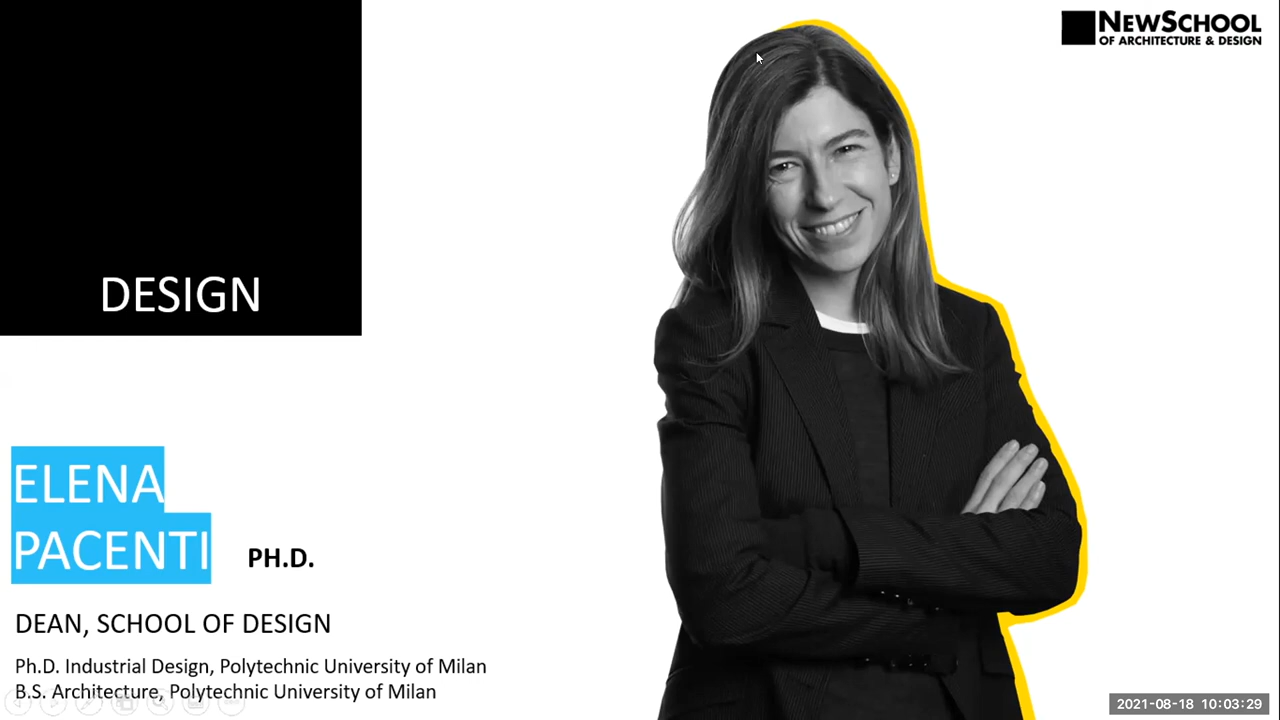 NEWSCHOOL
OF ARCHITECTURE & DESIGN
DESIGN
ELENA
PACENTI PH.D.
DEAN, SCHOOL OF DESIGN
Ph.D. Industrial Design, Polytechnic University of Milan
B.S. Architecture, Polytechnic University of Milan
2021-08-18 10:03:29